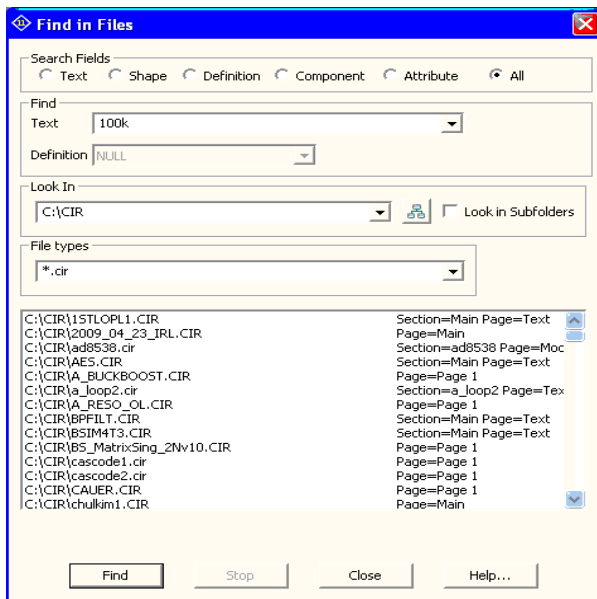 11 Find in Files
Search Fields
Text Shape Definition Component Attribute All
Find
Text 100k
Definition NULL
Look In
C:\CIR Look in Subfolders
File types
*.cir
C:\CIR\1STLOPL1.CIR Section=Main Page=Text
C:\CIR\2009_04_23_IRL.CIR Page=Main
C:\CIR\ad8538.cir Section=ad8538 Page=Moc
C:\CIR\AES.CIR Section=Main Page=Text
C:\CIR\A_BUCKBOOST.CIR Page=Page 1
C:\CIR\a_loop2.cir Section=a_loop2 Page=Tex
C:\CIR\A_RESO_OL.CIR Page=Page 1
C:\CIR\BPFILT.CIR Section=Main Page=Text
C:\CIR\BSIM4T3.CIR Section=Main Page=Text
C:\CIR\BS_MatrixSing_2Nv10.CIR Page=Page 1
C:\CIR\cascode1.cir Page=Page 1
C:\CIR\cascode2.cir Page=Page 1
C:\CIR\CAUER.CIR Page=Page 1
C:\CIR\chulkim1.CIR Page=Main
Find Stop Close Help...